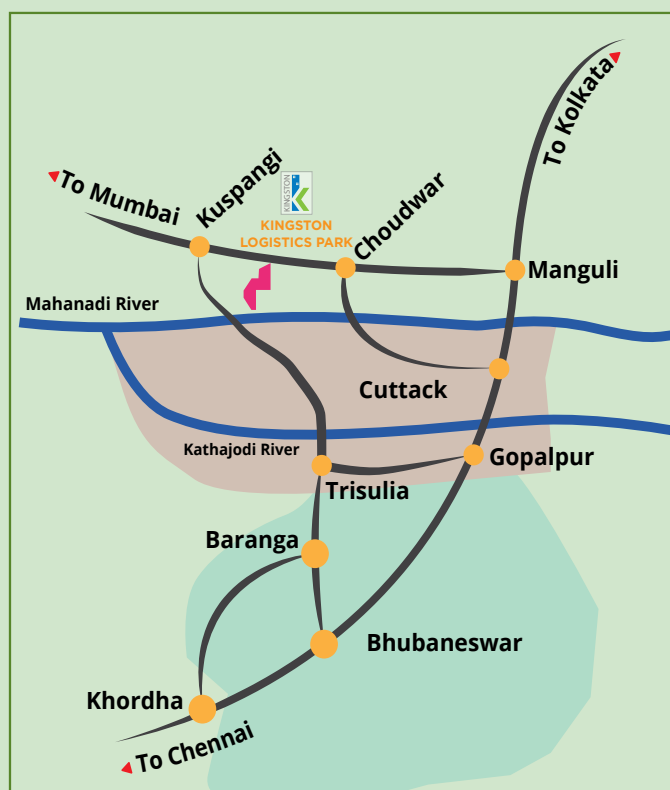 To Kolkata
To Mumbai
Kuspangi
KINGSTON
KINGSTON
LOGISTICS PARK
Choudwar
Manguli
Mahanadi River
Cuttack
Kathajodi River
Gopalpur
Trisulia
Baranga
Bhubaneswar
Khordha
To Chennai